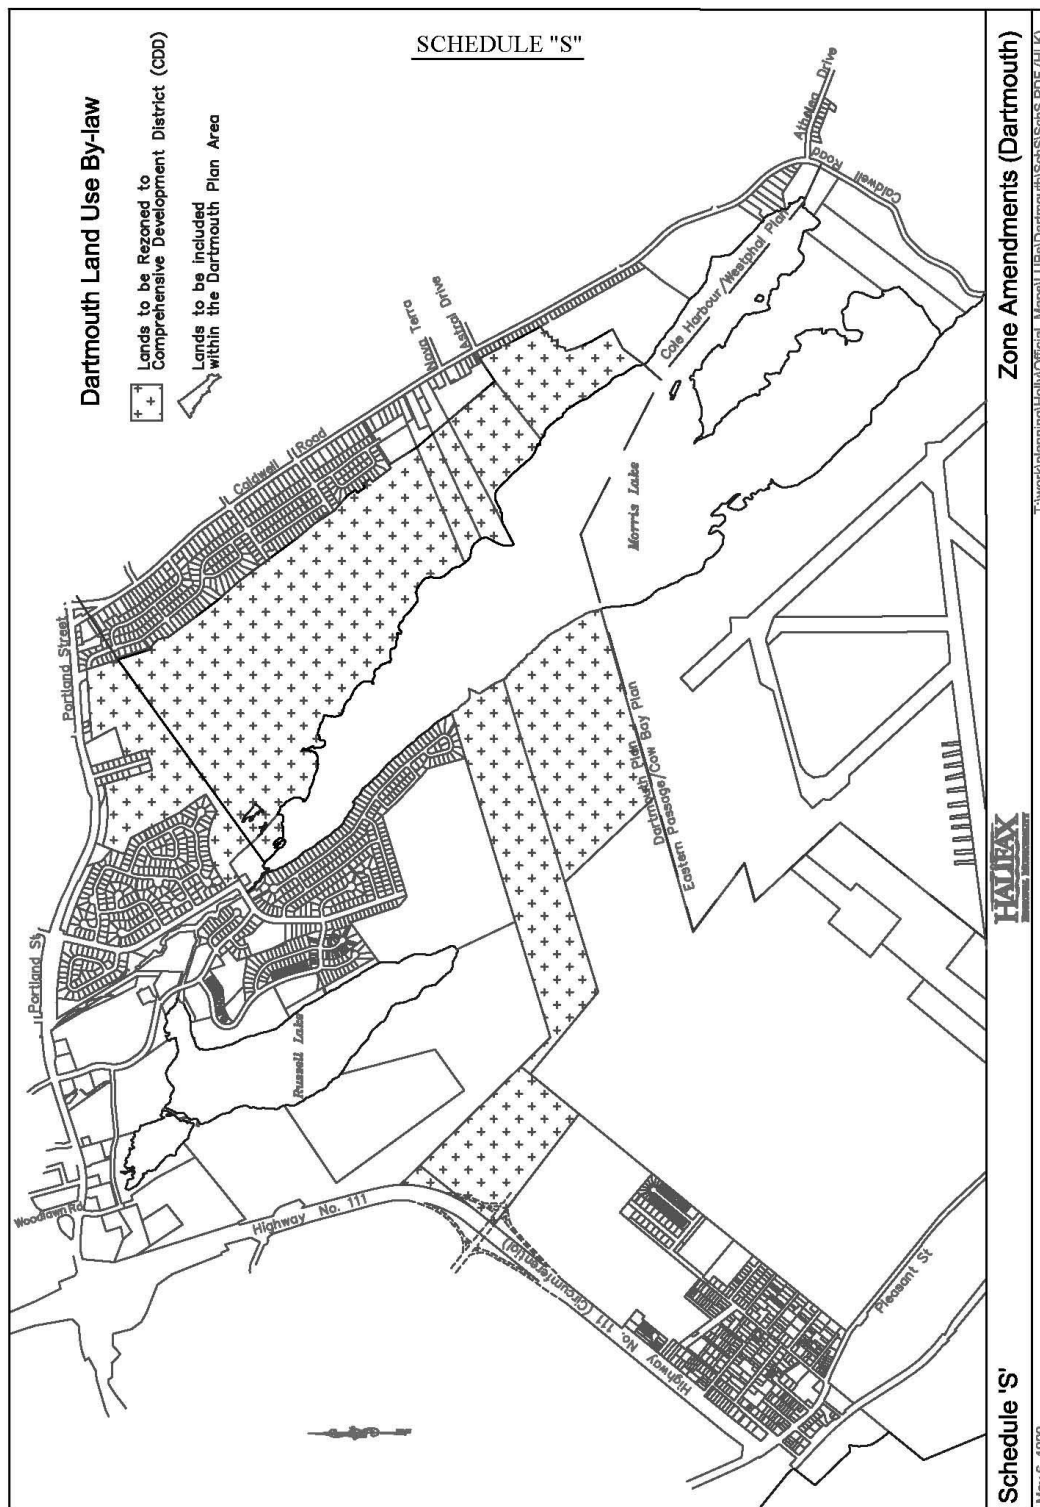 SCHEDULE "S"
Dartmouth Land Use By-law
Lands to be Rezoned to
Comprehensive Development District (CDD)
Lands to be included
within the Dartmouth Plan Area
Portland St
Portland Street
Woodlawn Rd
Caldwell Road
Astral Drive
Cole Harbour/Westphal Plan
Atholea Drive
Caldwell Road
Morris Lake
Russell Lake
Dartmouth Plan
Eastern Passage/Cow Bay Plan
Highway No. 111
Highway No. 111 (Circumferential)
Pleasant St
HALIFAX
Schedule 'S'
Zone Amendments (Dartmouth)